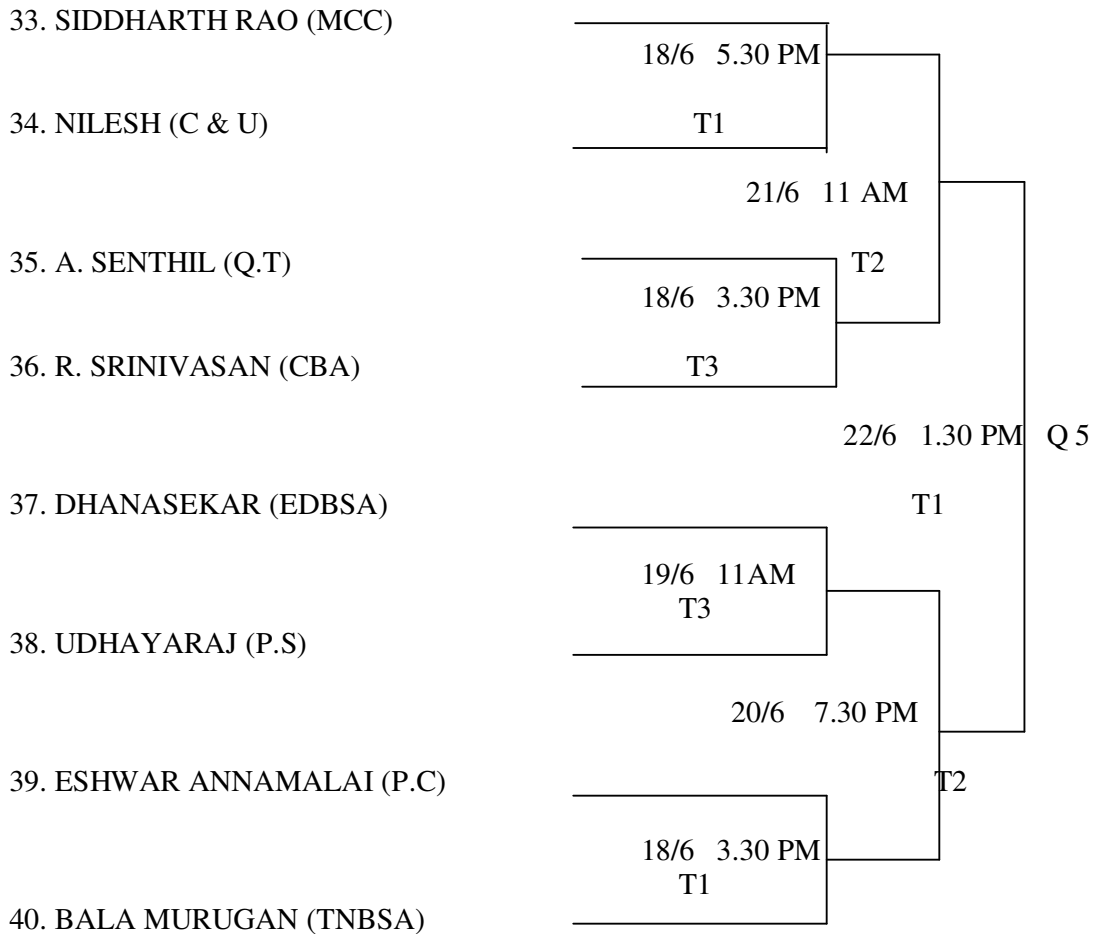 33. SIDDHARTH RAO (MCC)
18/6 5.30 PM
34. NILESH (C & U)
T1
21/6 11 AM
35. A. SENTHIL (Q.T)
T2
18/6 3.30 PM
36. R. SRINIVASAN (CBA)
T3
22/6 1.30 PM Q 5
37. DHANASEKAR (EDBSA)
T1
19/6 11AM
T3
38. UDHAYARAJ (P.S)
20/6 7.30 PM
39. ESHWAR ANNAMALAI (P.C)
T2
18/6 3.30 PM
T1
40. BALA MURUGAN (TNBSA)